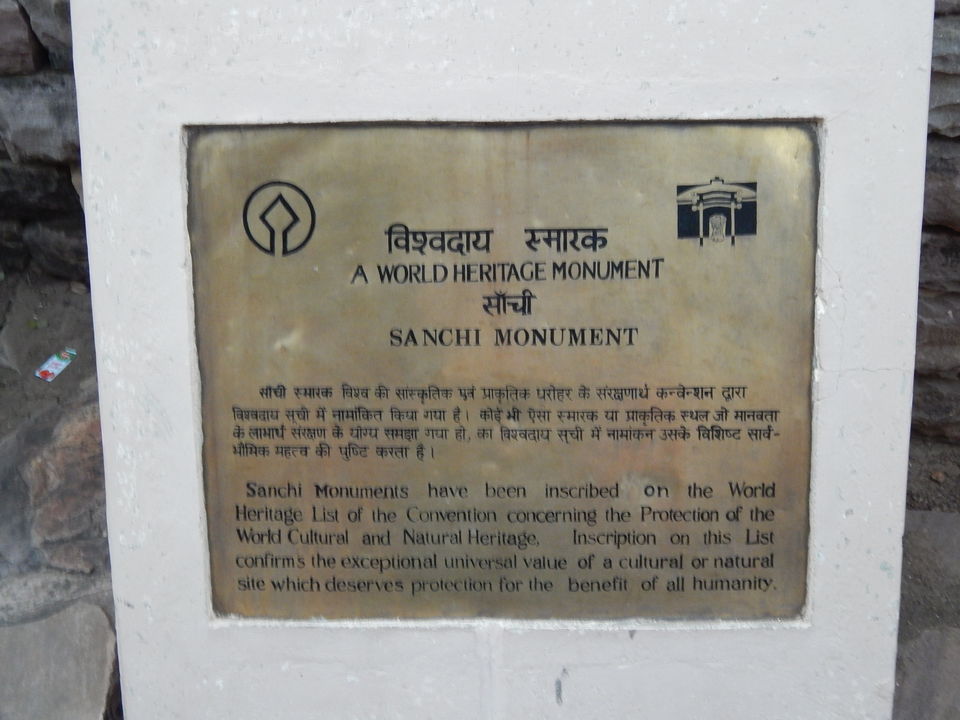 विश्वदाय स्मारक
A WORLD HERITAGE MONUMENT
साँची
SANCHI MONUMENT
साँची स्मारक विश्व की सांस्कृतिक एवं प्राकृतिक धरोहर के संरक्षणार्थ कन्वेन्शन द्वारा
विश्वदाय सूची में नामांकित किया गया है। कोई भी ऐसा स्मारक या प्राकृतिक स्थल जो मानवता
के लाभार्थ संरक्षण के योग्य समझा गया हो, का विश्वदाय सूची में नामांकन उसके विशिष्ट सार्व-
भौमिक महत्व की पुष्टि करता है।
Sanchi Monuments have been inscribed on the World
Heritage List of the Convention concerning the Protection of the
World Cultural and Natural Heritage, Inscription on this List
confirms the exceptional universal value of a cultural or natural
site which deserves protection for the benefit of all humanity.